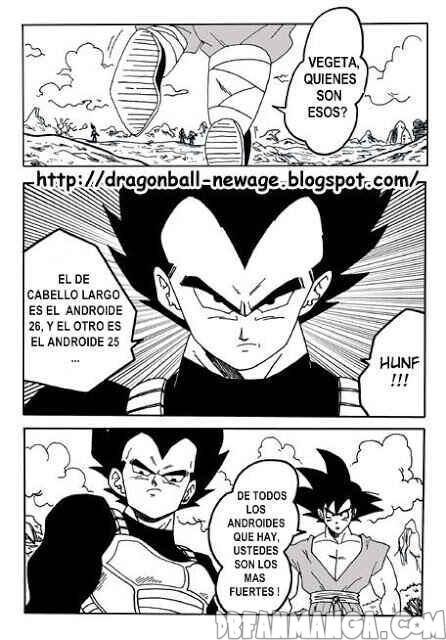 VEGETA,
QUIENES
SON
ESOS?
http://dragonball-newage.blogspot.com/
EL DE
CABELLO LARGO
ES EL ANDROIDE
26, Y EL OTRO ES
EL ANDROIDE 25
...
HUNF
!!!
DE TODOS
LOS
ANDROIDES
QUE HAY,
USTEDES
SON LOS
MAS
FUERTES !
DBFANMANGA.COM